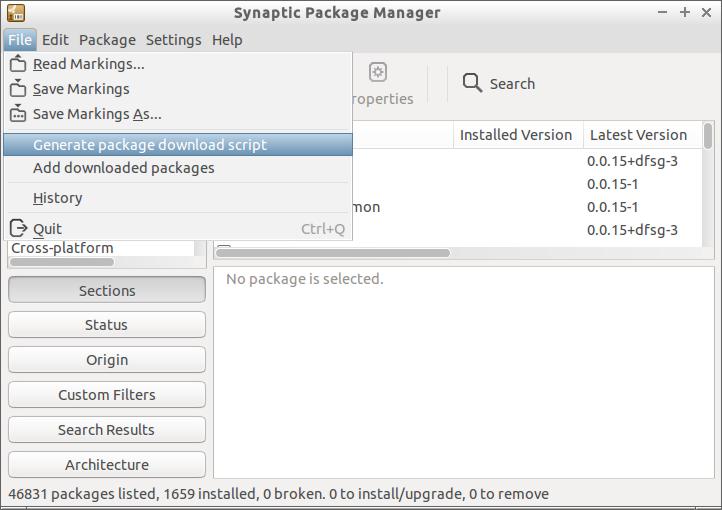 Synaptic Package Manager
File Edit Package Settings Help
Read Markings...
Save Markings
Save Markings As...
Generate package download script
Add downloaded packages
History
Quit Ctrl+Q
roperties
Search
Installed Version Latest Version
0.0.15+dfsg-3
0.0.15-1
mon 0.0.15-1
0.0.15+dfsg-3
Cross-platform
Sections
Status
Origin
Custom Filters
Search Results
Architecture
No package is selected.
46831 packages listed, 1659 installed, 0 broken. 0 to install/upgrade, 0 to remove